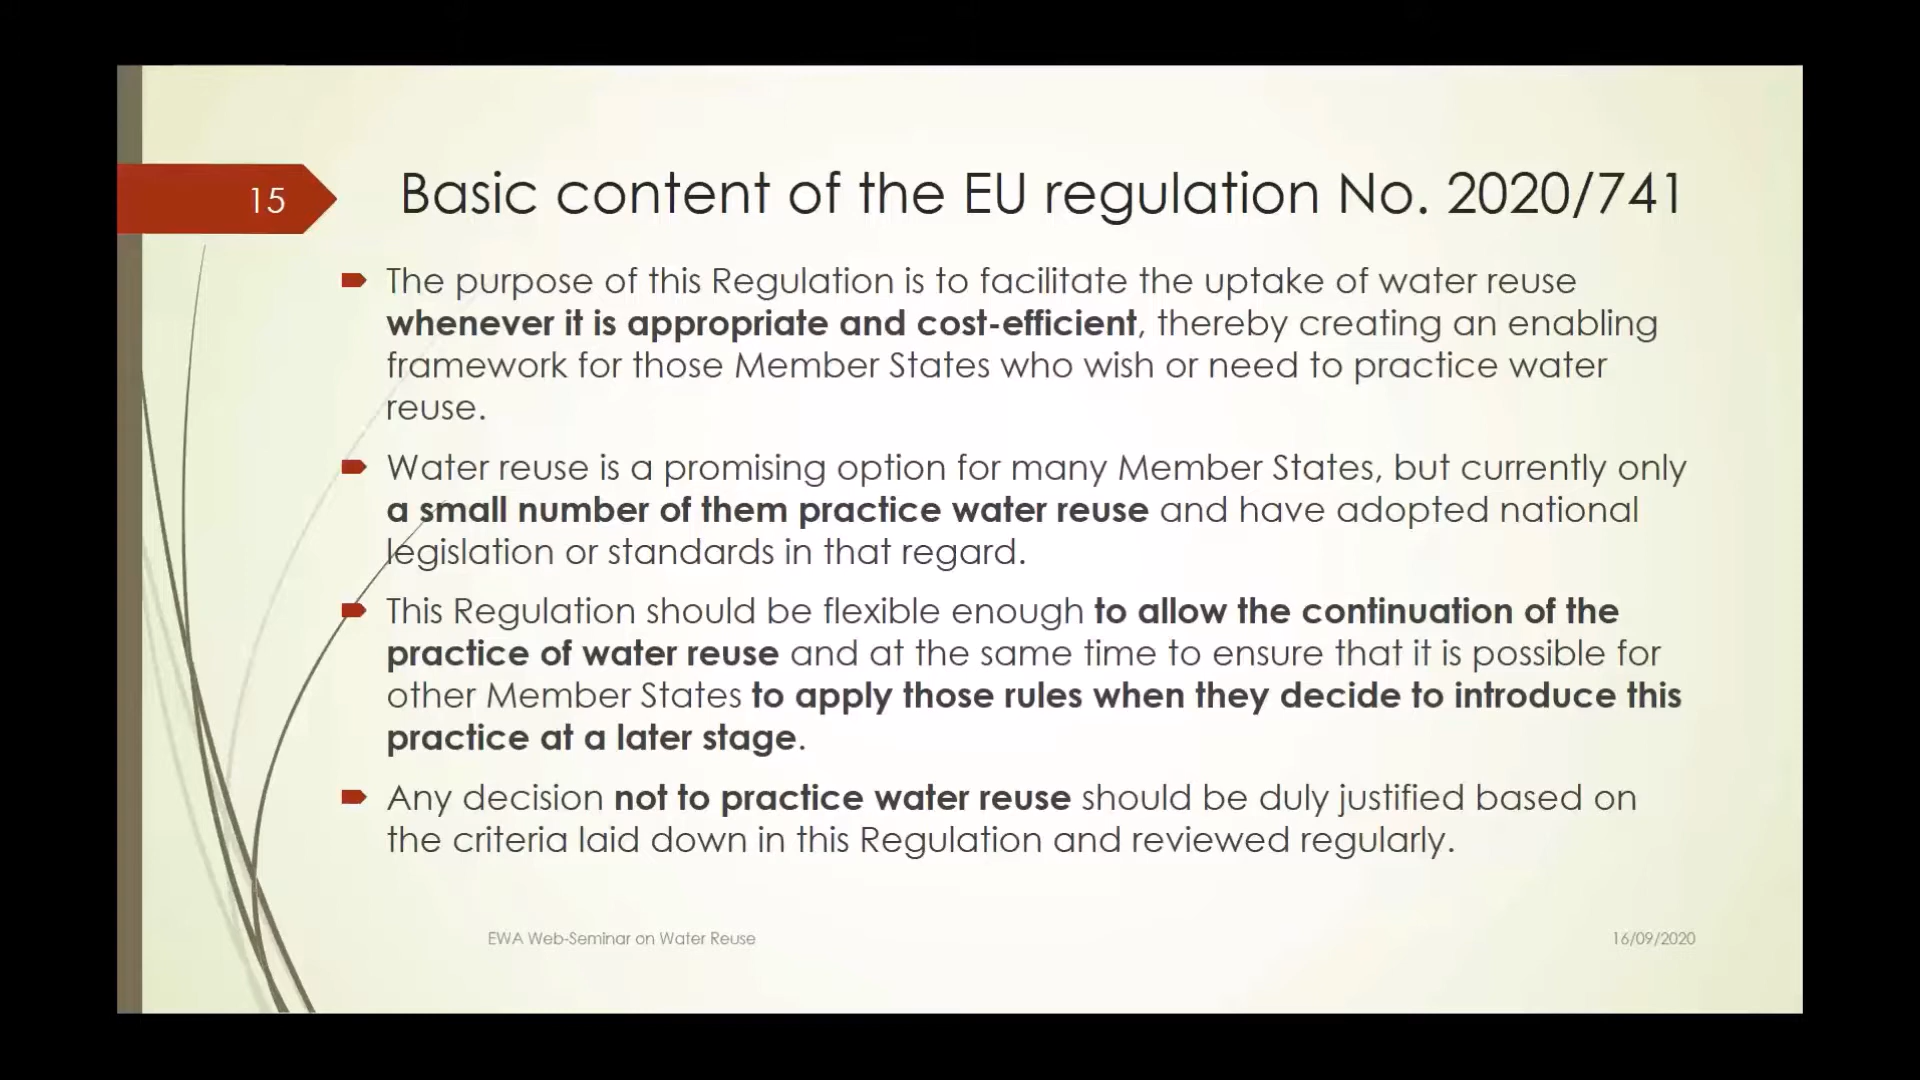 15
Basic content of the EU regulation No. 2020/741
The purpose of this Regulation is to facilitate the uptake of water reuse
whenever it is appropriate and cost-efficient, thereby creating an enabling
framework for those Member States who wish or need to practice water
reuse.
Water reuse is a promising option for many Member States, but currently only
a small number of them practice water reuse and have adopted national
legislation or standards in that regard.
This Regulation should be flexible enough to allow the continuation of the
practice of water reuse and at the same time to ensure that it is possible for
other Member States to apply those rules when they decide to introduce this
practice at a later stage.
Any decision not to practice water reuse should be duly justified based on
the criteria laid down in this Regulation and reviewed regularly.
EWA Web-Seminar on Water Reuse
16/09/2020